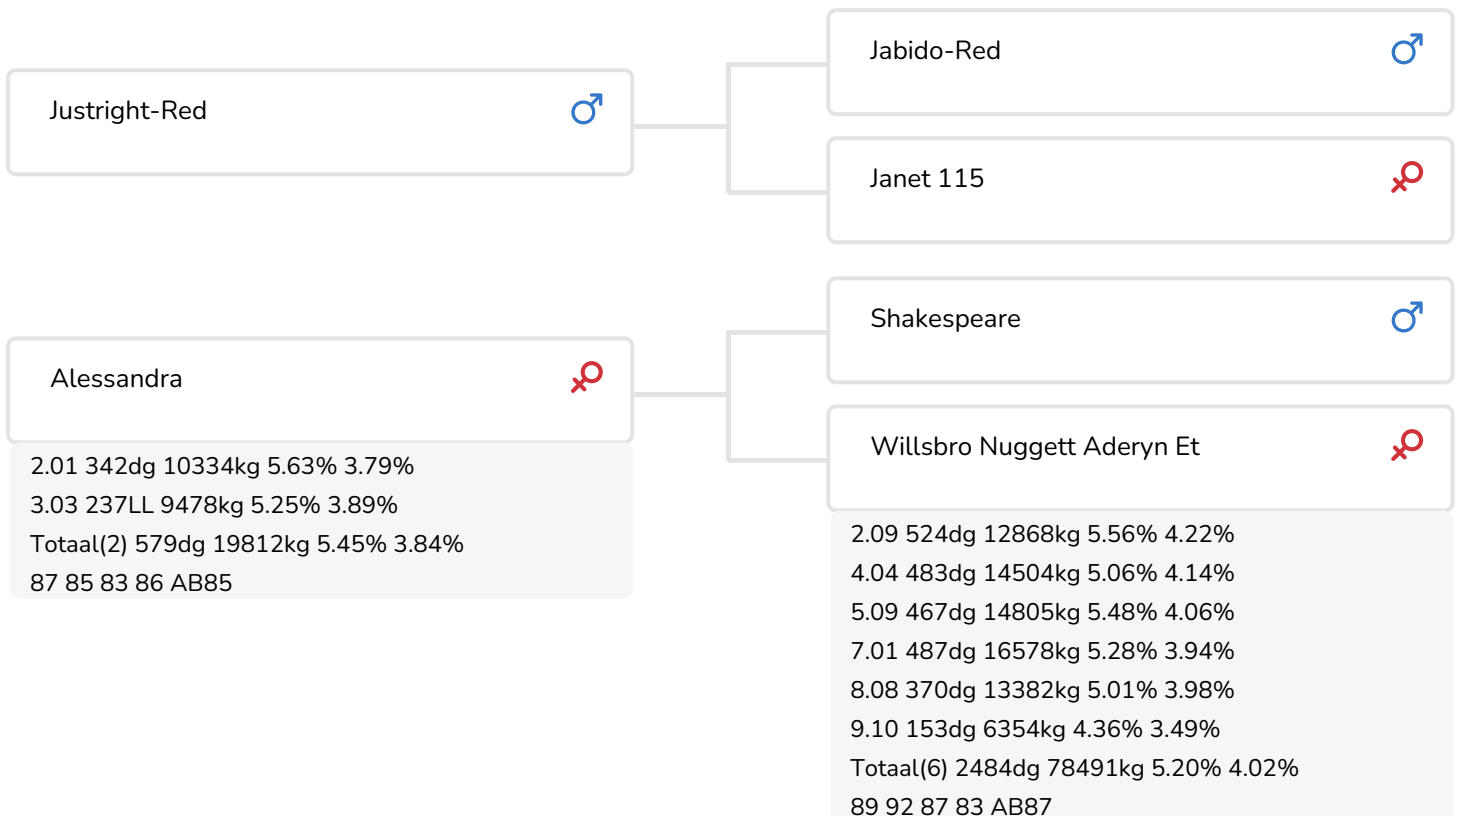 Justright-Red
Jabido-Red
Janet 115
Alessandra
2.01 342dg 10334kg 5.63% 3.79%
3.03 237LL 9478kg 5.25% 3.89%
Totaal(2) 579dg 19812kg 5.45% 3.84%
87 85 83 86 AB85
Shakespeare
Willsbro Nuggett Aderyn Et
2.09 524dg 12868kg 5.56% 4.22%
4.04 483dg 14504kg 5.06% 4.14%
5.09 467dg 14805kg 5.48% 4.06%
7.01 487dg 16578kg 5.28% 3.94%
8.08 370dg 13382kg 5.01% 3.98%
9.10 153dg 6354kg 4.36% 3.49%
Totaal(6) 2484dg 78491kg 5.20% 4.02%
89 92 87 83 AB87